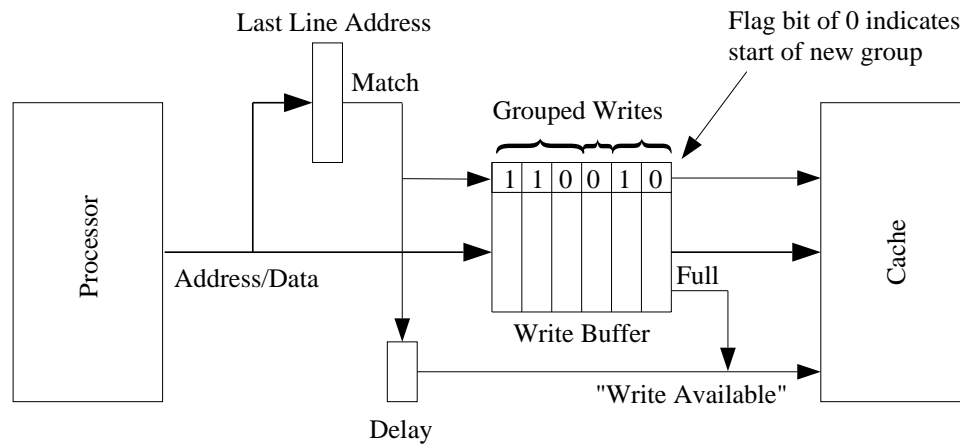 Last Line Address
Flag bit of 0 indicates
start of new group
Match
Grouped Writes
1 1 0 0 1 0
Processor
Cache
Address/Data
Full
Write Buffer
"Write Available"
Delay